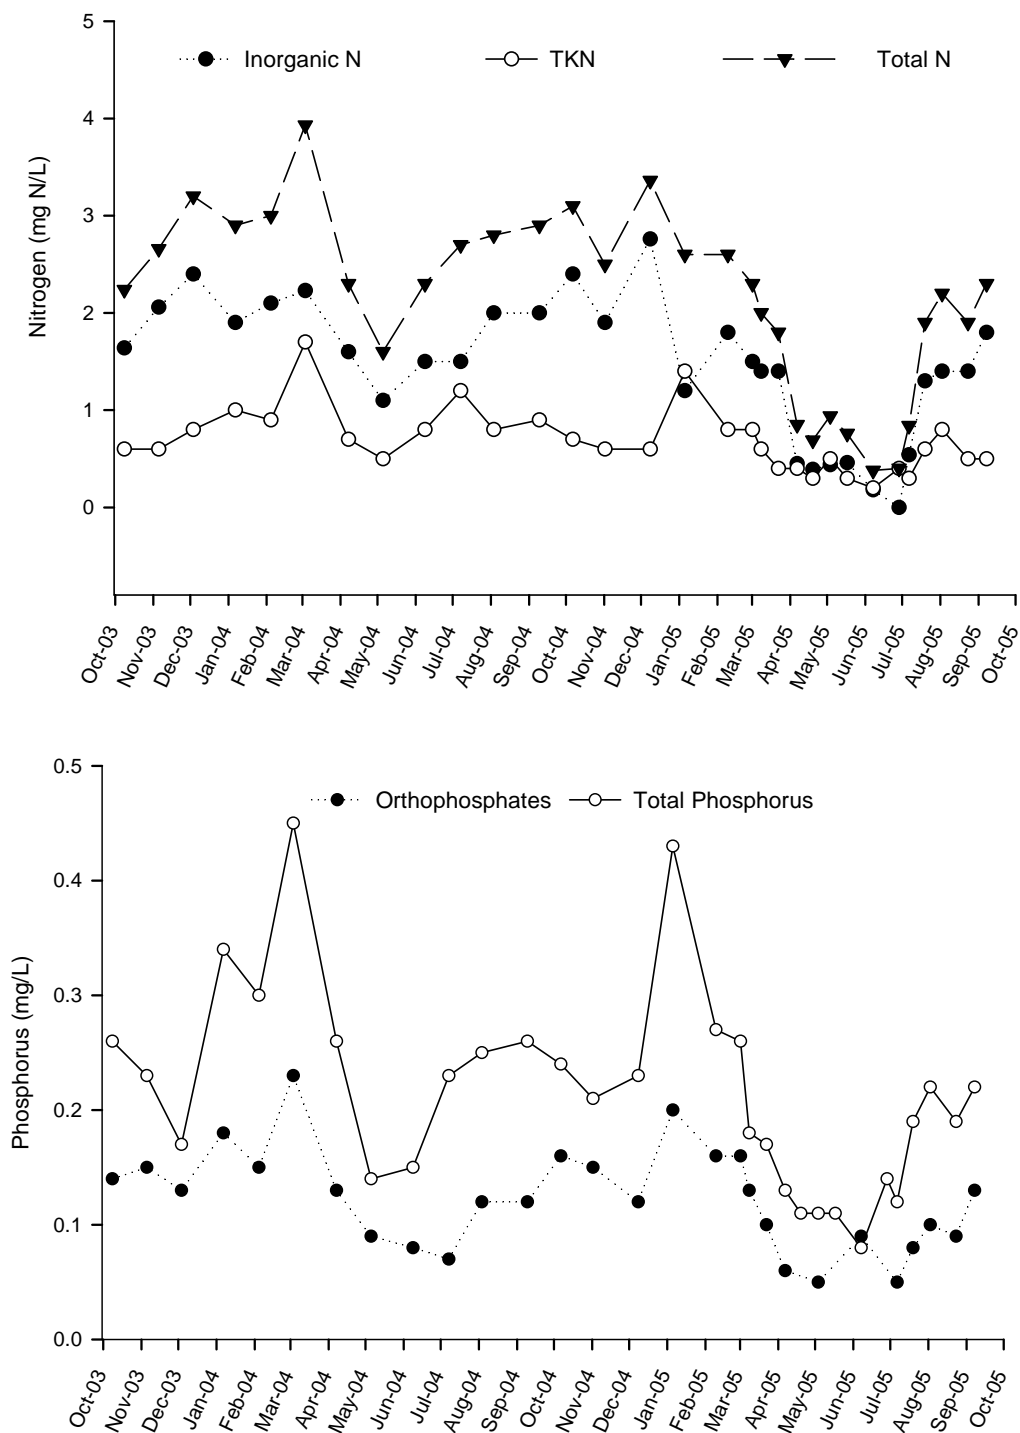 5
Inorganic N TKN Total N
4
3
2
1
0
Nitrogen (mg N/L)
Oct-03 Nov-03 Dec-03 Jan-04 Feb-04 Mar-04 Apr-04 May-04 Jun-04 Jul-04 Aug-04 Sep-04 Oct-04 Nov-04 Dec-04 Jan-05 Feb-05 Mar-05 Apr-05 May-05 Jun-05 Jul-05 Aug-05 Sep-05 Oct-05
0.5
Orthophosphates Total Phosphorus
0.4
0.3
0.2
0.1
0.0
Phosphorus (mg/L)
Oct-03 Nov-03 Dec-03 Jan-04 Feb-04 Mar-04 Apr-04 May-04 Jun-04 Jul-04 Aug-04 Sep-04 Oct-04 Nov-04 Dec-04 Jan-05 Feb-05 Mar-05 Apr-05 May-05 Jun-05 Jul-05 Aug-05 Sep-05 Oct-05